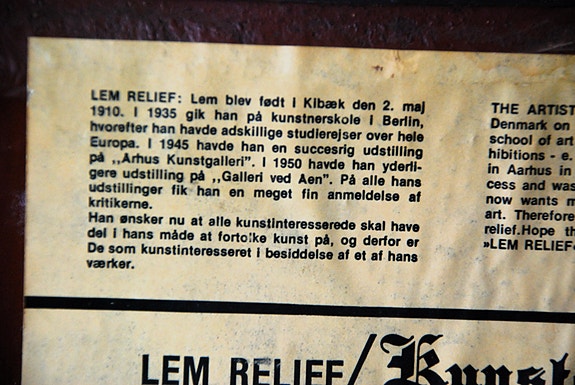 LEM RELIEF: Lem blev født i Kibæk den 2. maj
1910. I 1935 gik han på kunstnerskole i Berlin,
hvorefter han havde adskillige studierejser over hele
Europa. I 1945 havde han en succesrig udstilling
på ,,Arhus Kunstgalleri". I 1950 havde han yderli-
gere udstilling på ,,Galleri ved Aen". På alle hans
udstillinger fik han en meget fin anmeldelse af
kritikerne.
Han ønsker nu at alle kunstinteresserede skal have
del i hans måde at fortolke kunst på, og derfor er
De som kunstinteresseret i besiddelse af et af hans
værker.
THE ARTIST
Denmark on
school of art
hibitions - e.
in Aarhus in
cess and was
now wants m
art. Therefore
relief.Hope th
»LEM RELIEF«
LEM RELIEF/Kunst